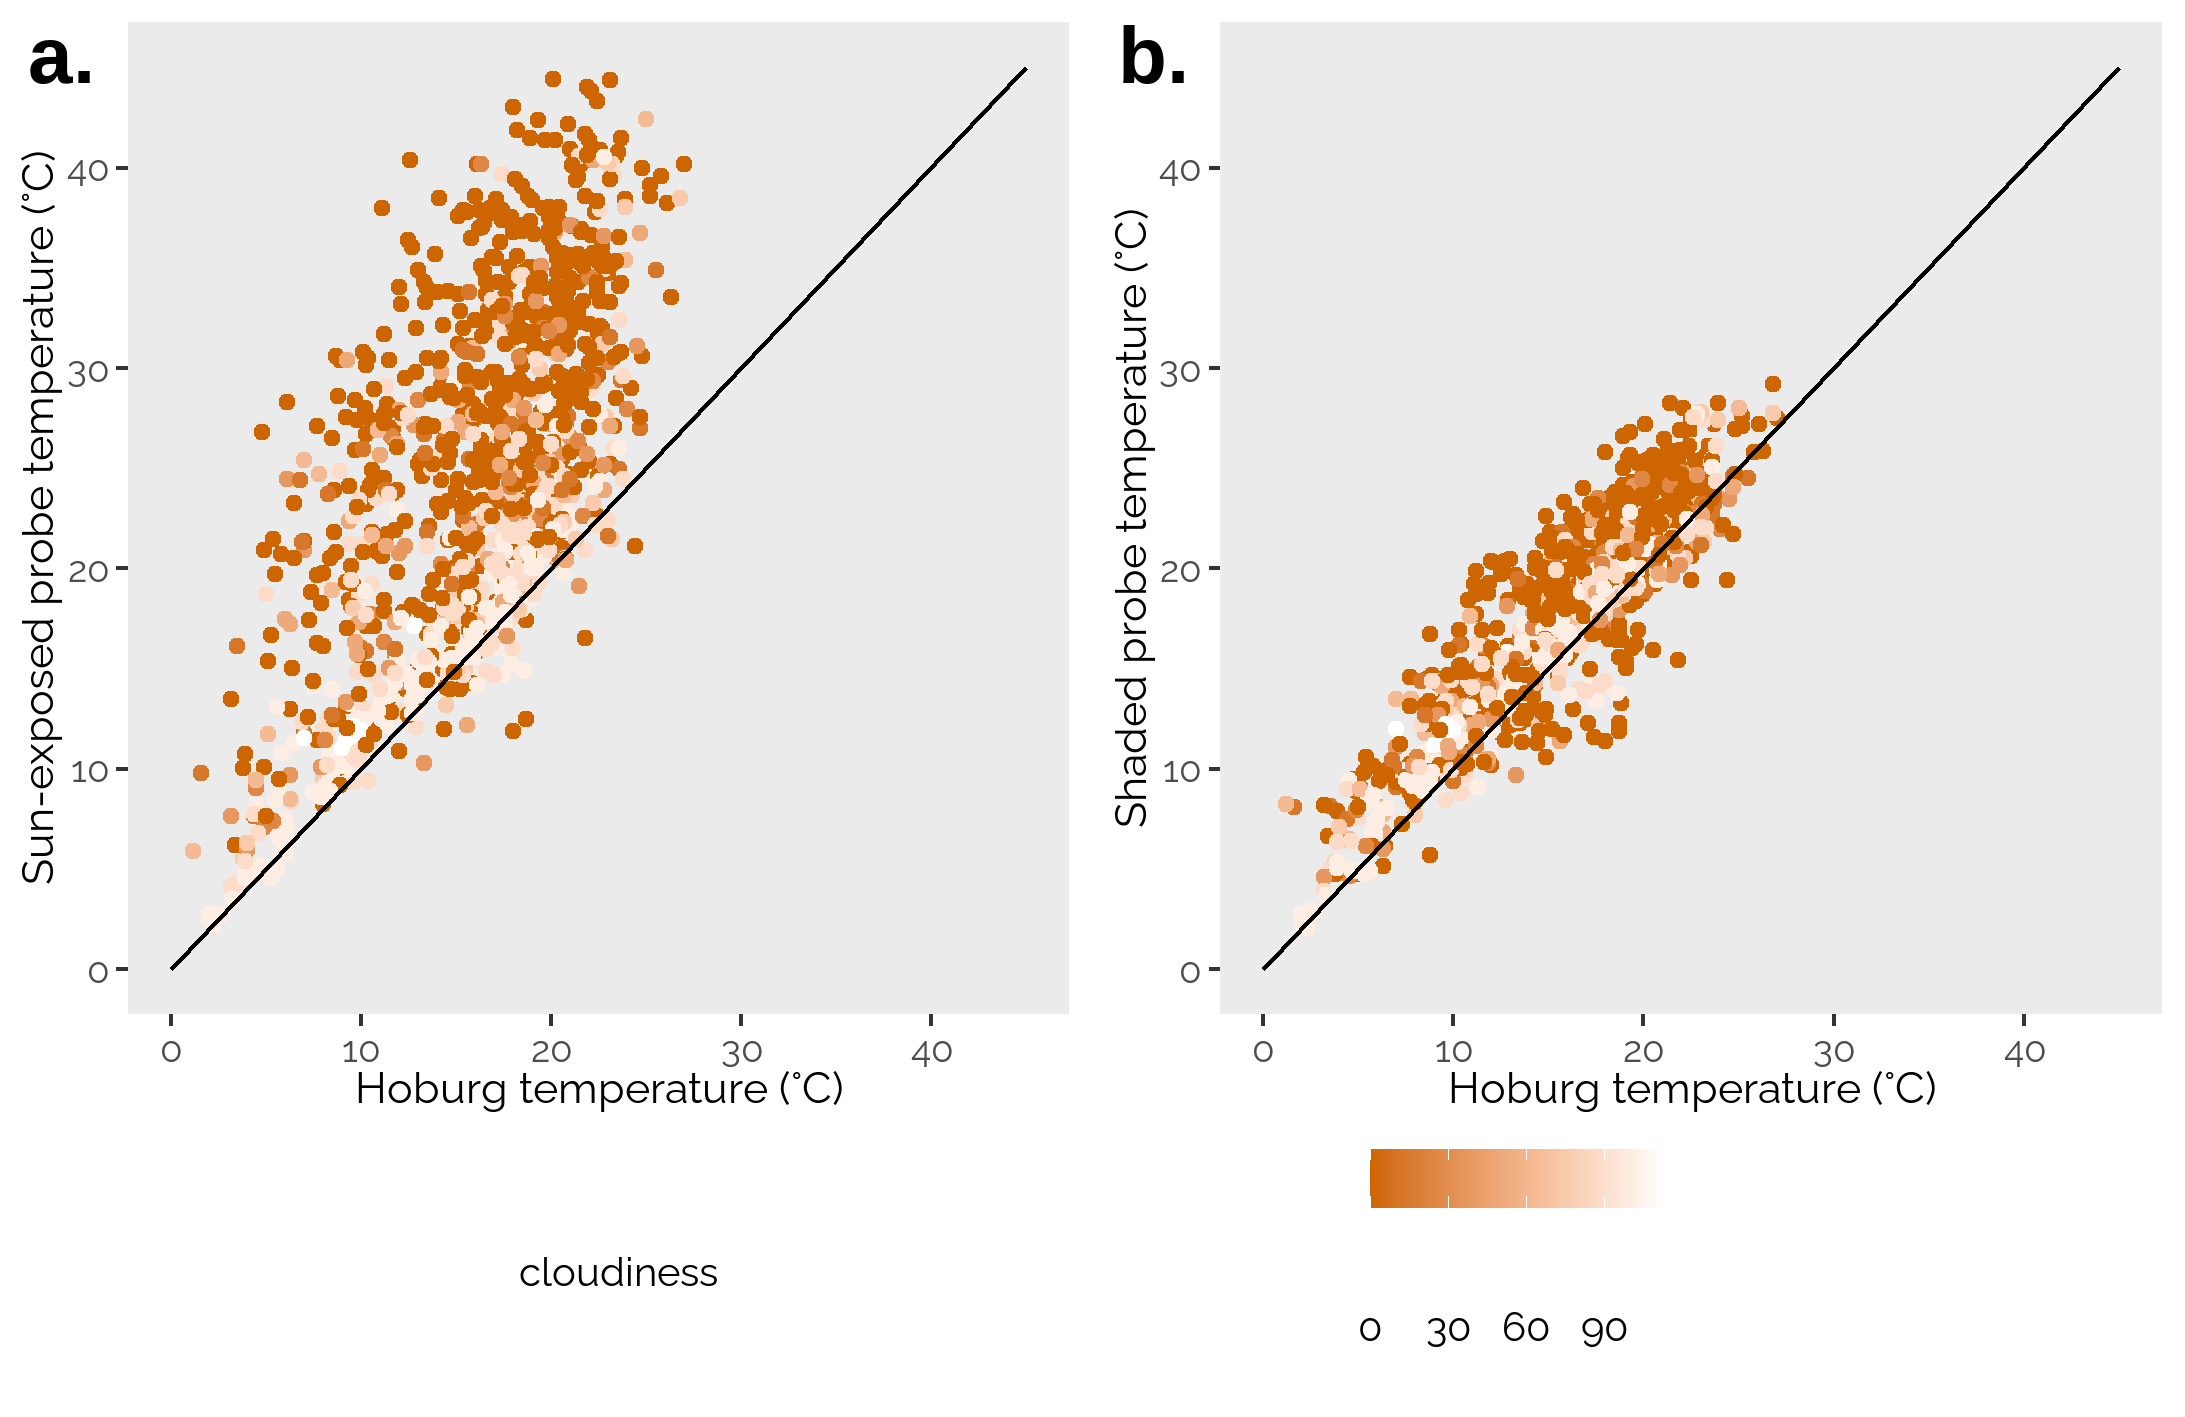 a.
Sun-exposed probe temperature (°C)
40
30
20
10
0
0 10 20 30 40
Hoburg temperature (°C)
b.
Shaded probe temperature (°C)
40
30
20
10
0
0 10 20 30 40
Hoburg temperature (°C)
cloudiness
0 30 60 90